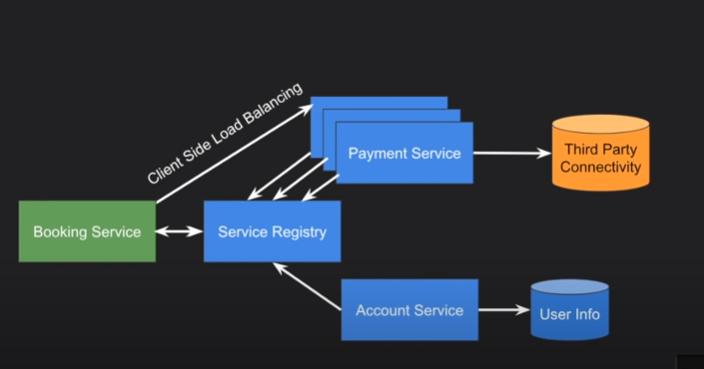 Client Side Load Balancing
Payment Service
Third Party
Connectivity
Booking Service
Service Registry
Account Service
User Info